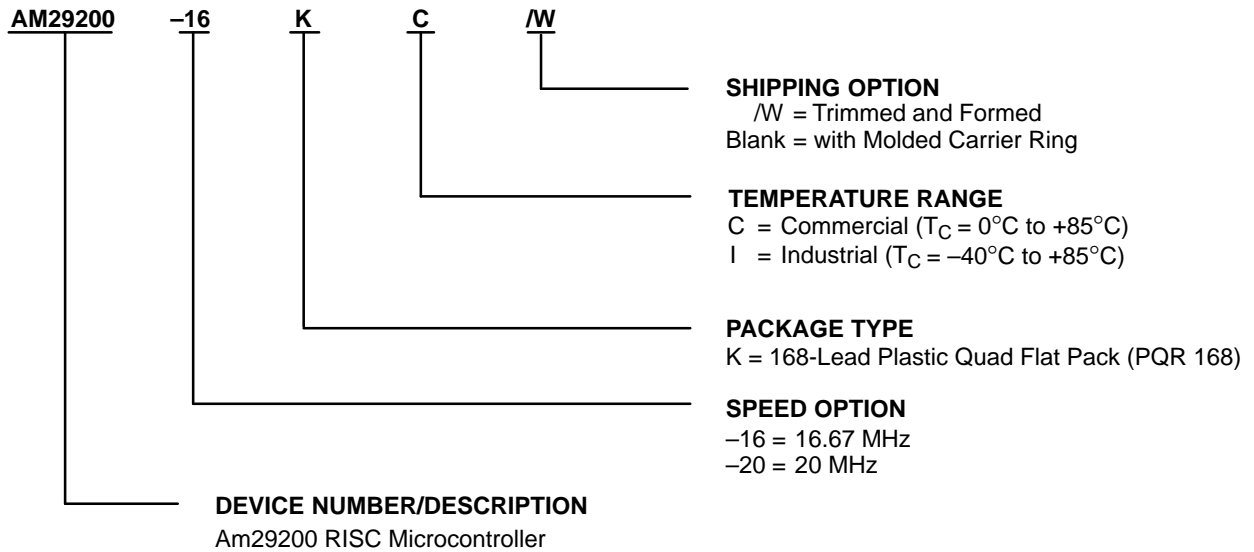 AM29200 –16 K C /W
SHIPPING OPTION
/W = Trimmed and Formed
Blank = with Molded Carrier Ring
TEMPERATURE RANGE
C = Commercial (TC = 0°C to +85°C)
I = Industrial (TC = –40°C to +85°C)
PACKAGE TYPE
K = 168-Lead Plastic Quad Flat Pack (PQR 168)
SPEED OPTION
–16 = 16.67 MHz
–20 = 20 MHz
DEVICE NUMBER/DESCRIPTION
Am29200 RISC Microcontroller